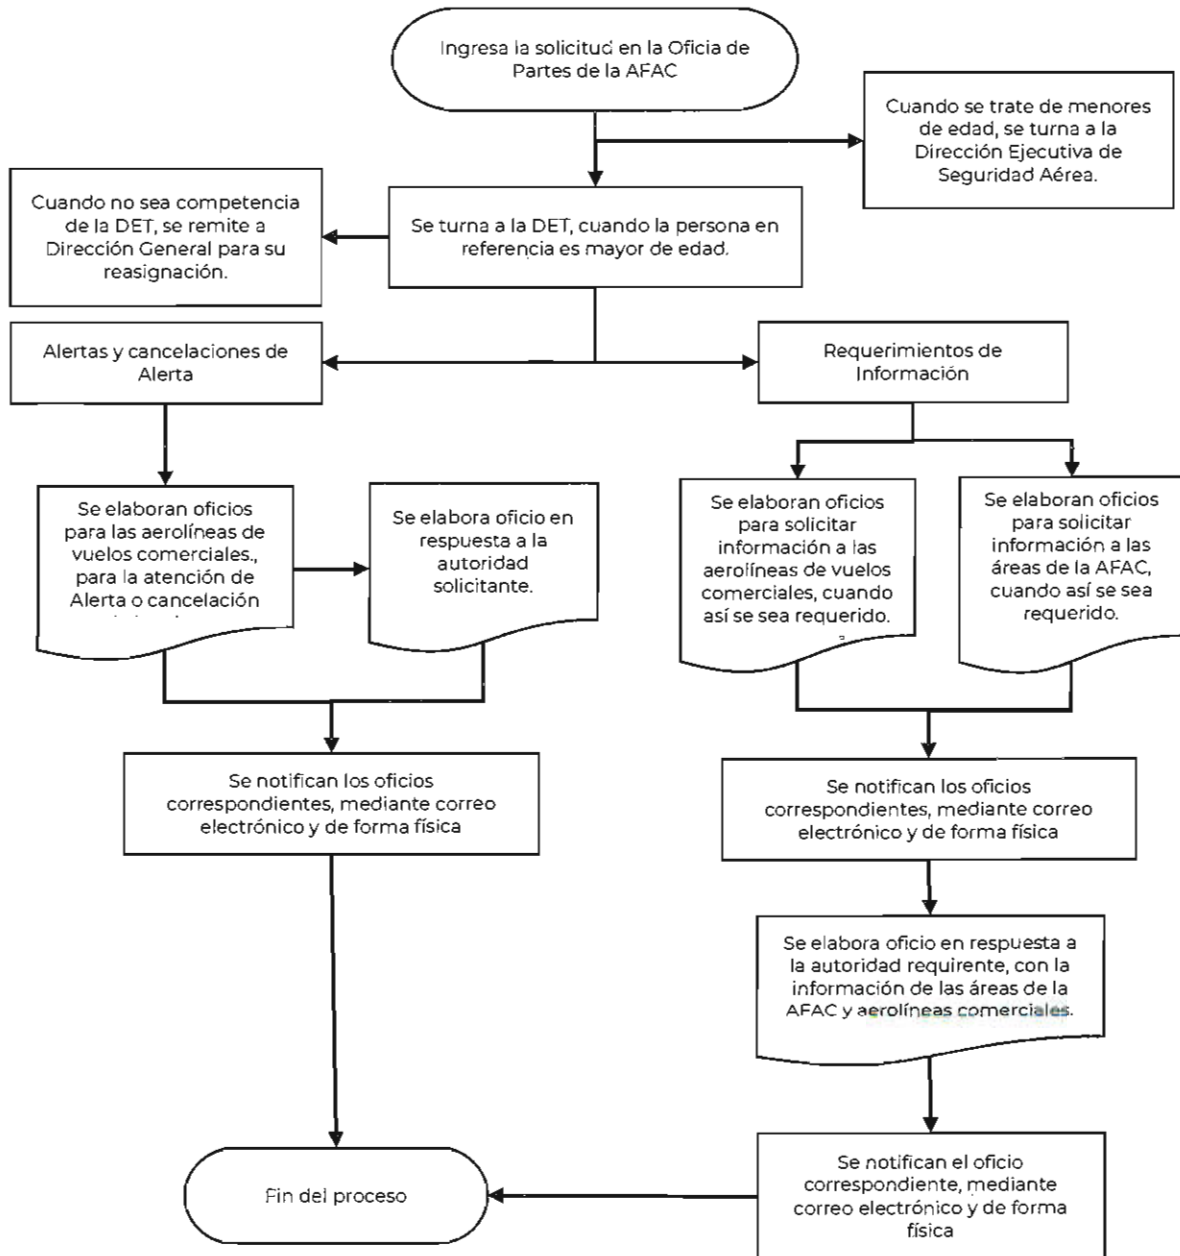 Ingresa la solicitud en la Oficia de
Partes de la AFAC
Cuando se trate de menores
de edad, se turna a la
Dirección Ejecutiva de
Seguridad Aérea.
Cuando no sea competencia
de la DET, se remite a
Dirección General para su
reasignación.
Se turna a la DET, cuando la persona en
referencia es mayor de edad.
Alertas y cancelaciones de
Alerta
Requerimientos de
Información
Se elaboran oficios
para las aerolíneas de
vuelos comerciales.,
para la atención de
Alerta o cancelación
Se elabora oficio en
respuesta a la
autoridad
solicitante.
Se elaboran oficios
para solicitar
información a las
aerolíneas de vuelos
comerciales, cuando
así se sea requerido.
Se elaboran oficios
para solicitar
información a las
áreas de la AFAC,
cuando así se sea
requerido.
Se notifican los oficios
correspondientes, mediante correo
electrónico y de forma física
Se notifican los oficios
correspondientes, mediante correo
electrónico y de forma física
Se elabora oficio en respuesta a
la autoridad requirente, con la
información de las áreas de la
AFAC y aerolíneas comerciales.
Se notifican el oficio
correspondiente, mediante
correo electrónico y de forma
física
Fin del proceso